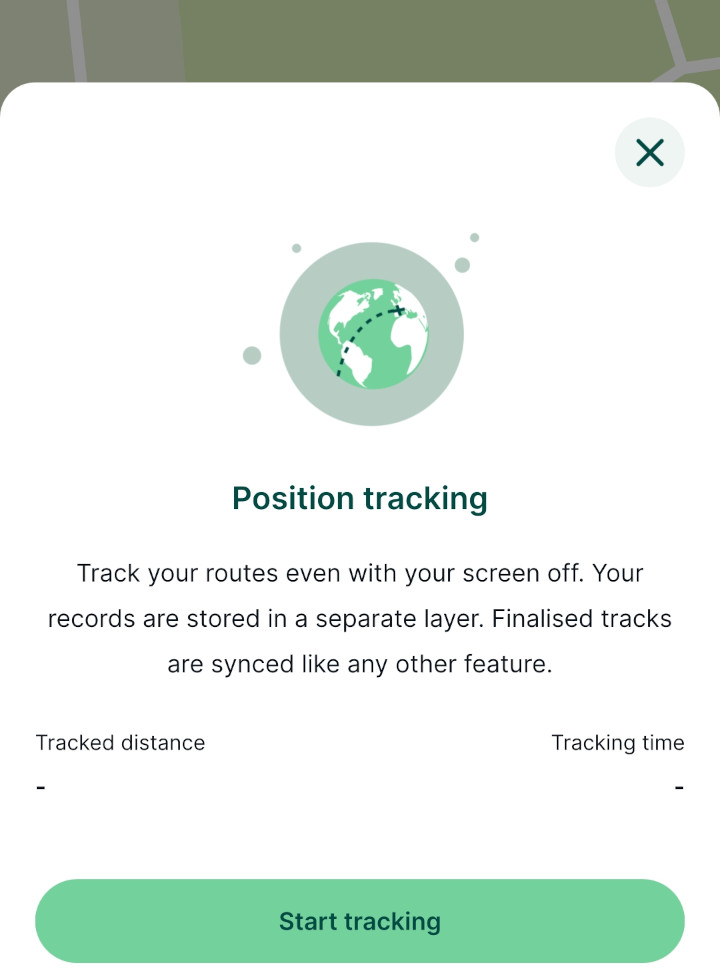 Position tracking
Track your routes even with your screen off. Your
records are stored in a separate layer. Finalised tracks
are synced like any other feature.
Tracked distance
Tracking time
-
-
Start tracking